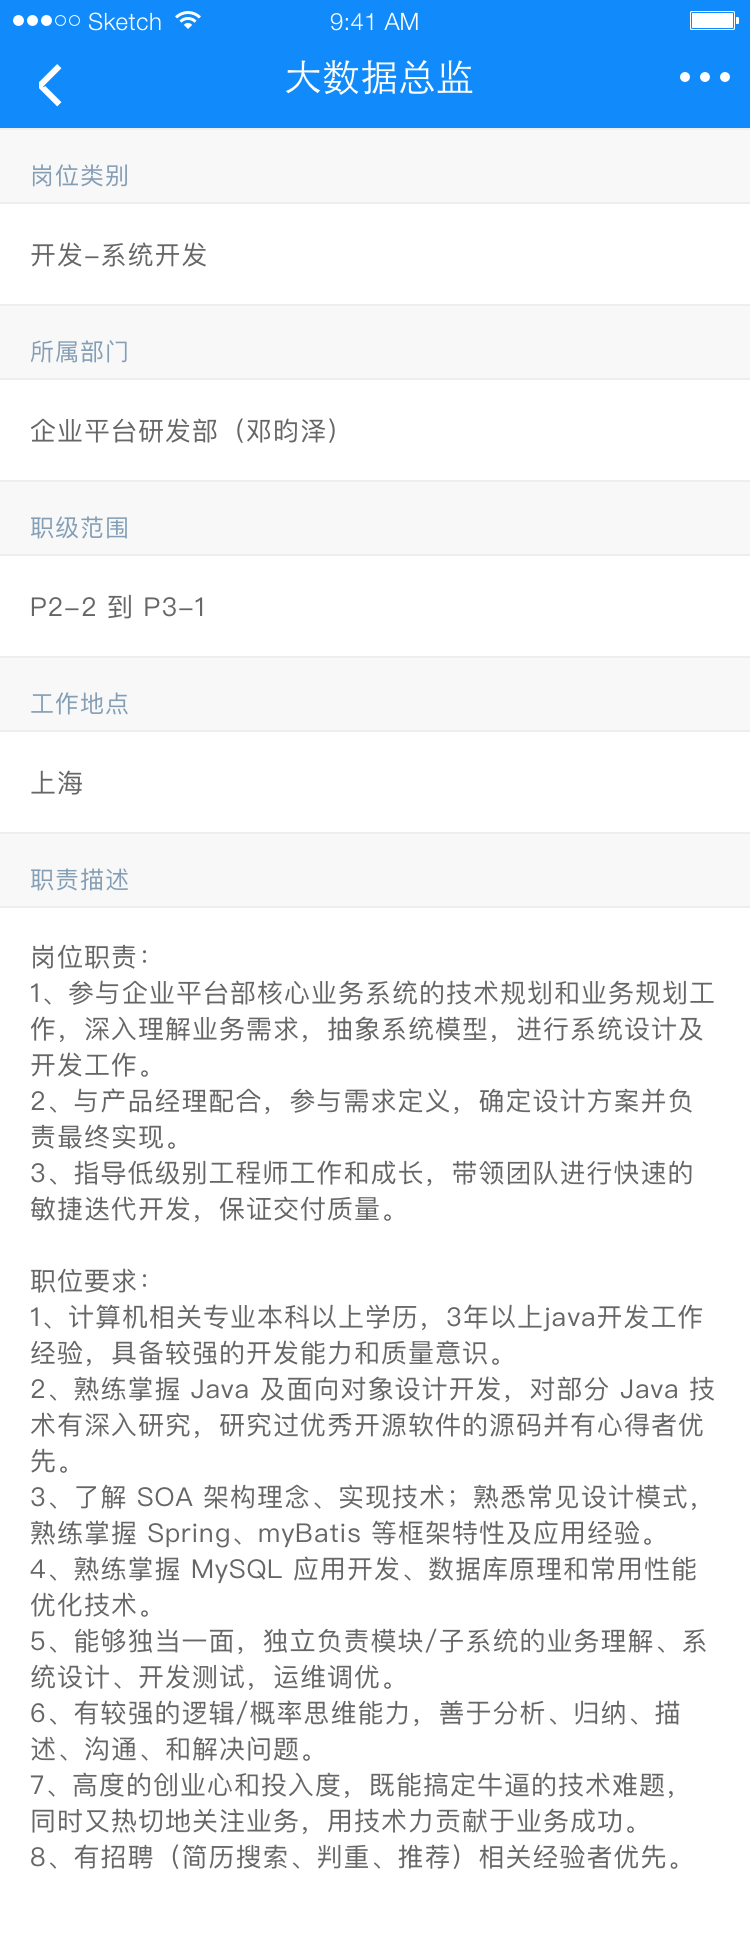 Sketch 9:41 AM
大数据总监
岗位类别
开发-系统开发
所属部门
企业平台研发部（邓昀泽）
职级范围
P2-2 到 P3-1
工作地点
上海
职责描述
岗位职责：
1、参与企业平台部核心业务系统的技术规划和业务规划工
作，深入理解业务需求，抽象系统模型，进行系统设计及
开发工作。
2、与产品经理配合，参与需求定义，确定设计方案并负
责最终实现。
3、指导低级别工程师工作和成长，带领团队进行快速的
敏捷迭代开发，保证交付质量。
职位要求：
1、计算机相关专业本科以上学历，3年以上java开发工作
经验，具备较强的开发能力和质量意识。
2、熟练掌握 Java 及面向对象设计开发，对部分 Java 技
术有深入研究，研究过优秀开源软件的源码并有心得者优
先。
3、了解 SOA 架构理念、实现技术；熟悉常见设计模式，
熟练掌握 Spring、myBatis 等框架特性及应用经验。
4、熟练掌握 MySQL 应用开发、数据库原理和常用性能
优化技术。
5、能够独当一面，独立负责模块/子系统的业务理解、系
统设计、开发测试，运维调优。
6、有较强的逻辑/概率思维能力，善于分析、归纳、描
述、沟通、和解决问题。
7、高度的创业心和投入度，既能搞定牛逼的技术难题，
同时又热切地关注业务，用技术力贡献于业务成功。
8、有招聘（简历搜索、判重、推荐）相关经验者优先。